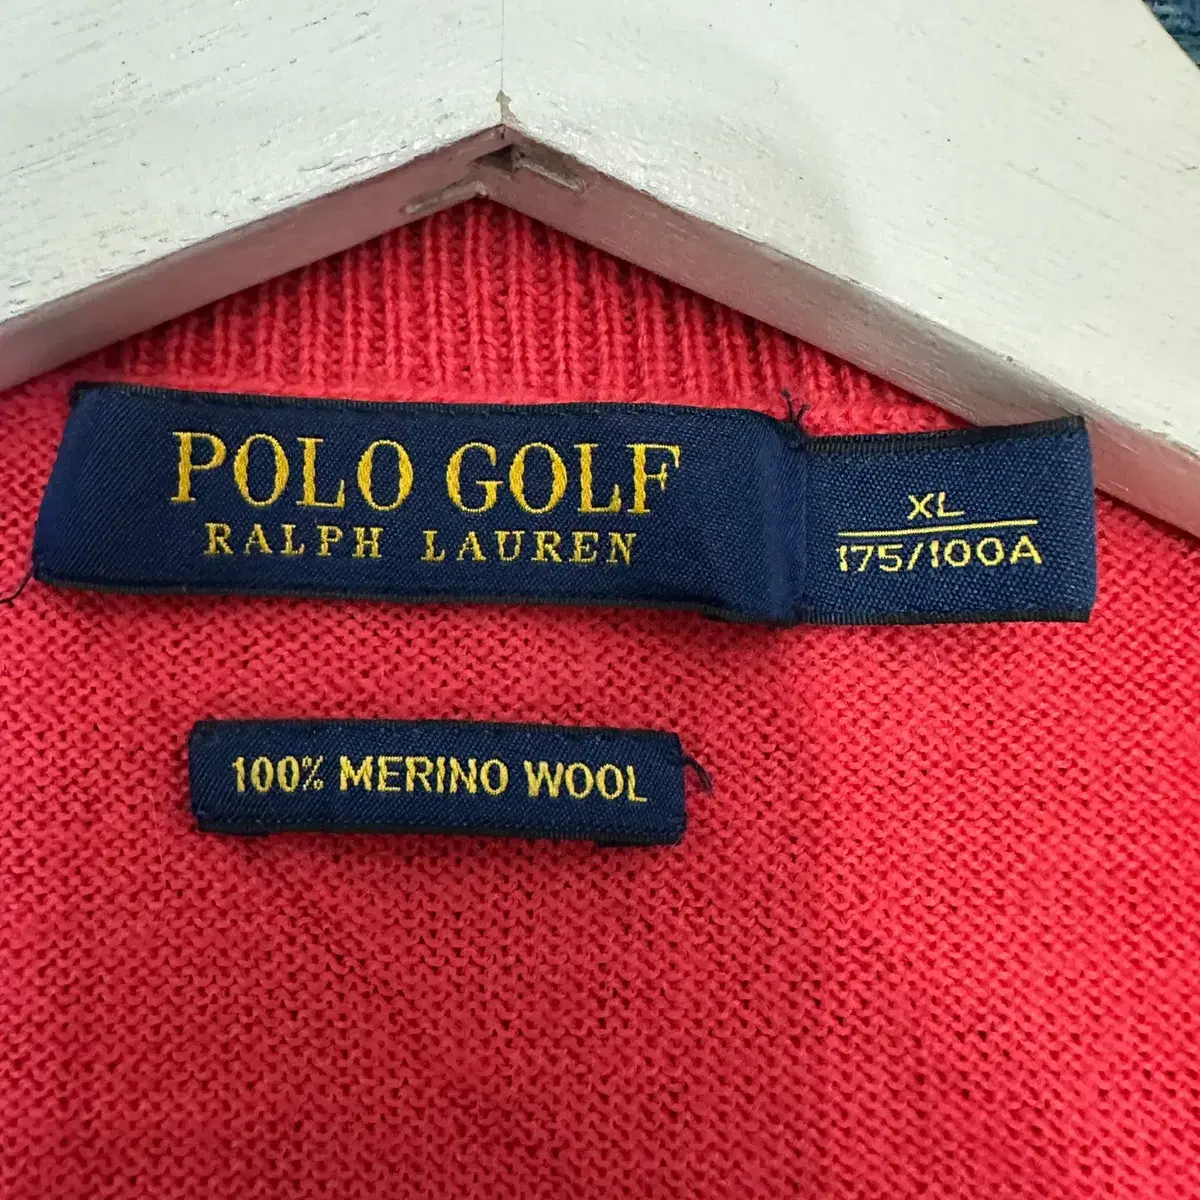 POLO GOLF
RALPH LAUREN
XL
175/100A
100% MERINO WOOL